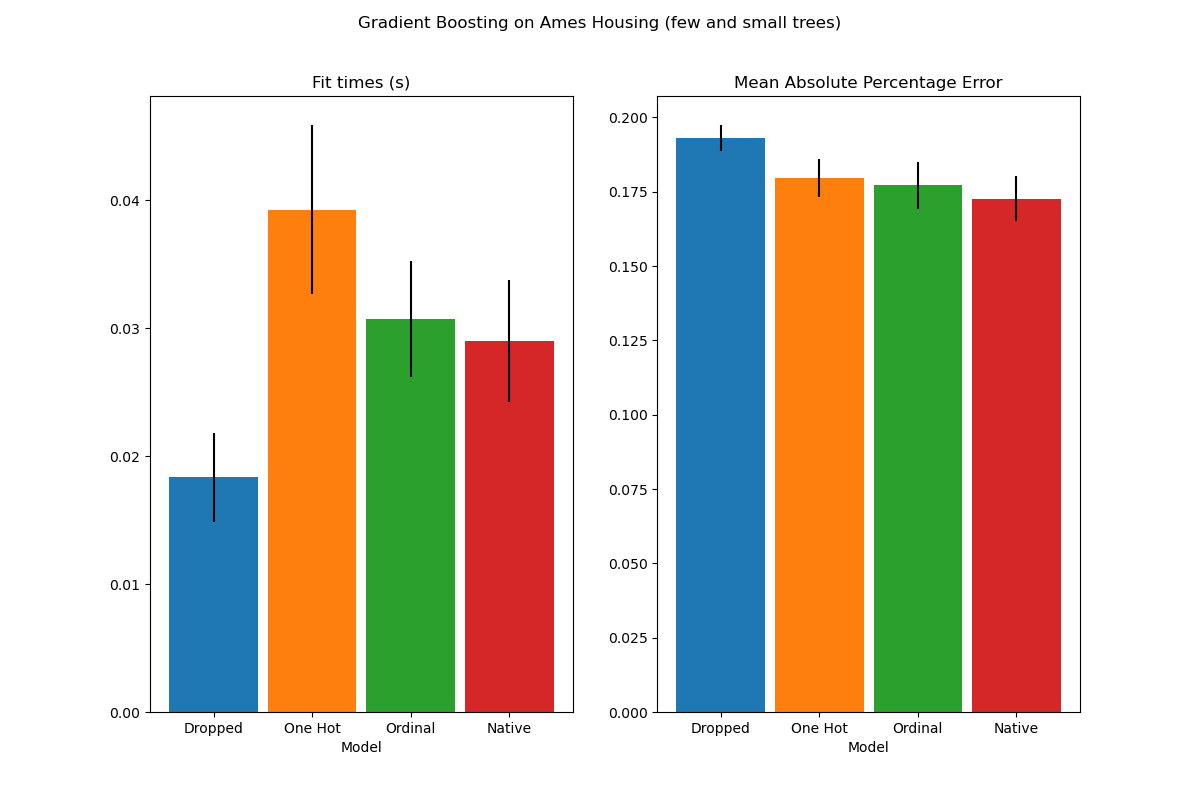 Gradient Boosting on Ames Housing (few and small trees)
Fit times (s)
0.04
0.03
0.02
0.01
0.00
Dropped One Hot Ordinal Native
Model
Mean Absolute Percentage Error
0.200
0.175
0.150
0.125
0.100
0.075
0.050
0.025
0.000
Dropped One Hot Ordinal Native
Model